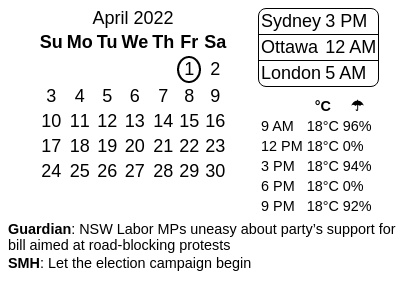 April 2022
Su Mo Tu We Th Fr Sa
1 2
3 4 5 6 7 8 9
10 11 12 13 14 15 16
17 18 19 20 21 22 23
24 25 26 27 28 29 30
Sydney 3 PM
Ottawa 12 AM
London 5 AM
°C ☂
9 AM 18°C 96%
12 PM 18°C 0%
3 PM 18°C 94%
6 PM 18°C 0%
9 PM 18°C 92%
Guardian: NSW Labor MPs uneasy about party’s support for
bill aimed at road-blocking protests
SMH: Let the election campaign begin